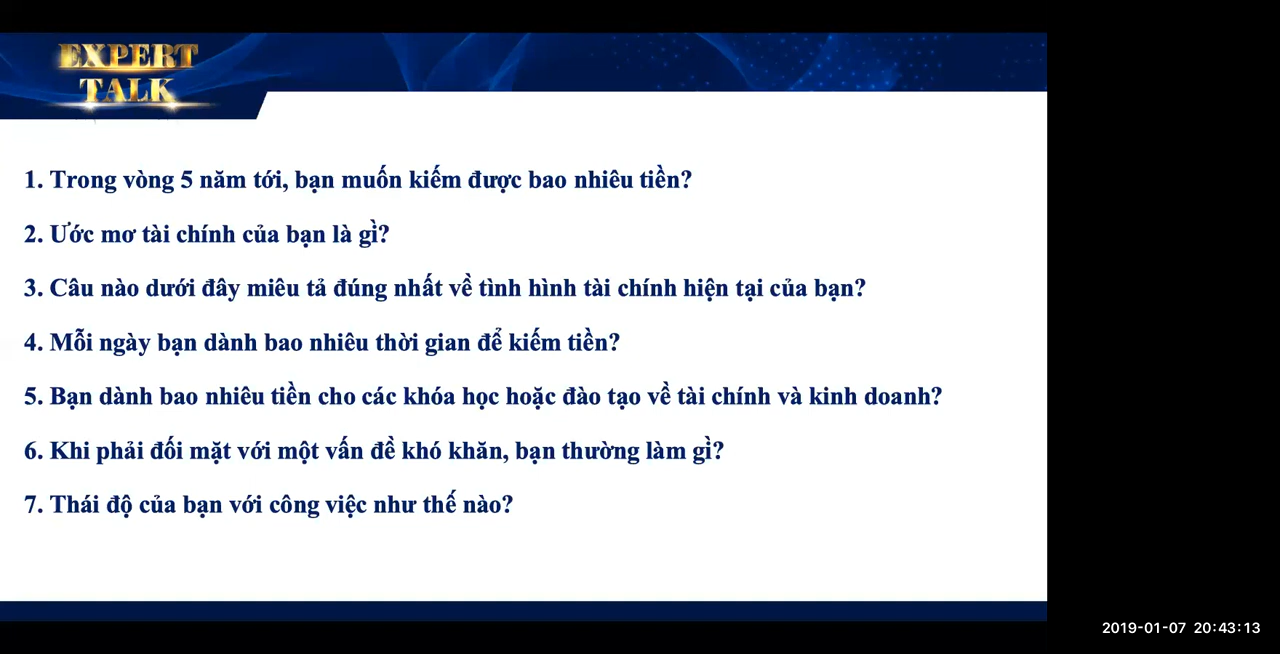 EXPERT
TALK
1. Trong vòng 5 năm tới, bạn muốn kiếm được bao nhiêu tiền?
2. Ước mơ tài chính của bạn là gì?
3. Câu nào dưới đây miêu tả đúng nhất về tình hình tài chính hiện tại của bạn?
4. Mỗi ngày bạn dành bao nhiêu thời gian để kiếm tiền?
5. Bạn dành bao nhiêu tiền cho các khóa học hoặc đào tạo về tài chính và kinh doanh?
6. Khi phải đối mặt với một vấn đề khó khăn, bạn thường làm gì?
7. Thái độ của bạn với công việc như thế nào?
2019-01-07 20:43:13